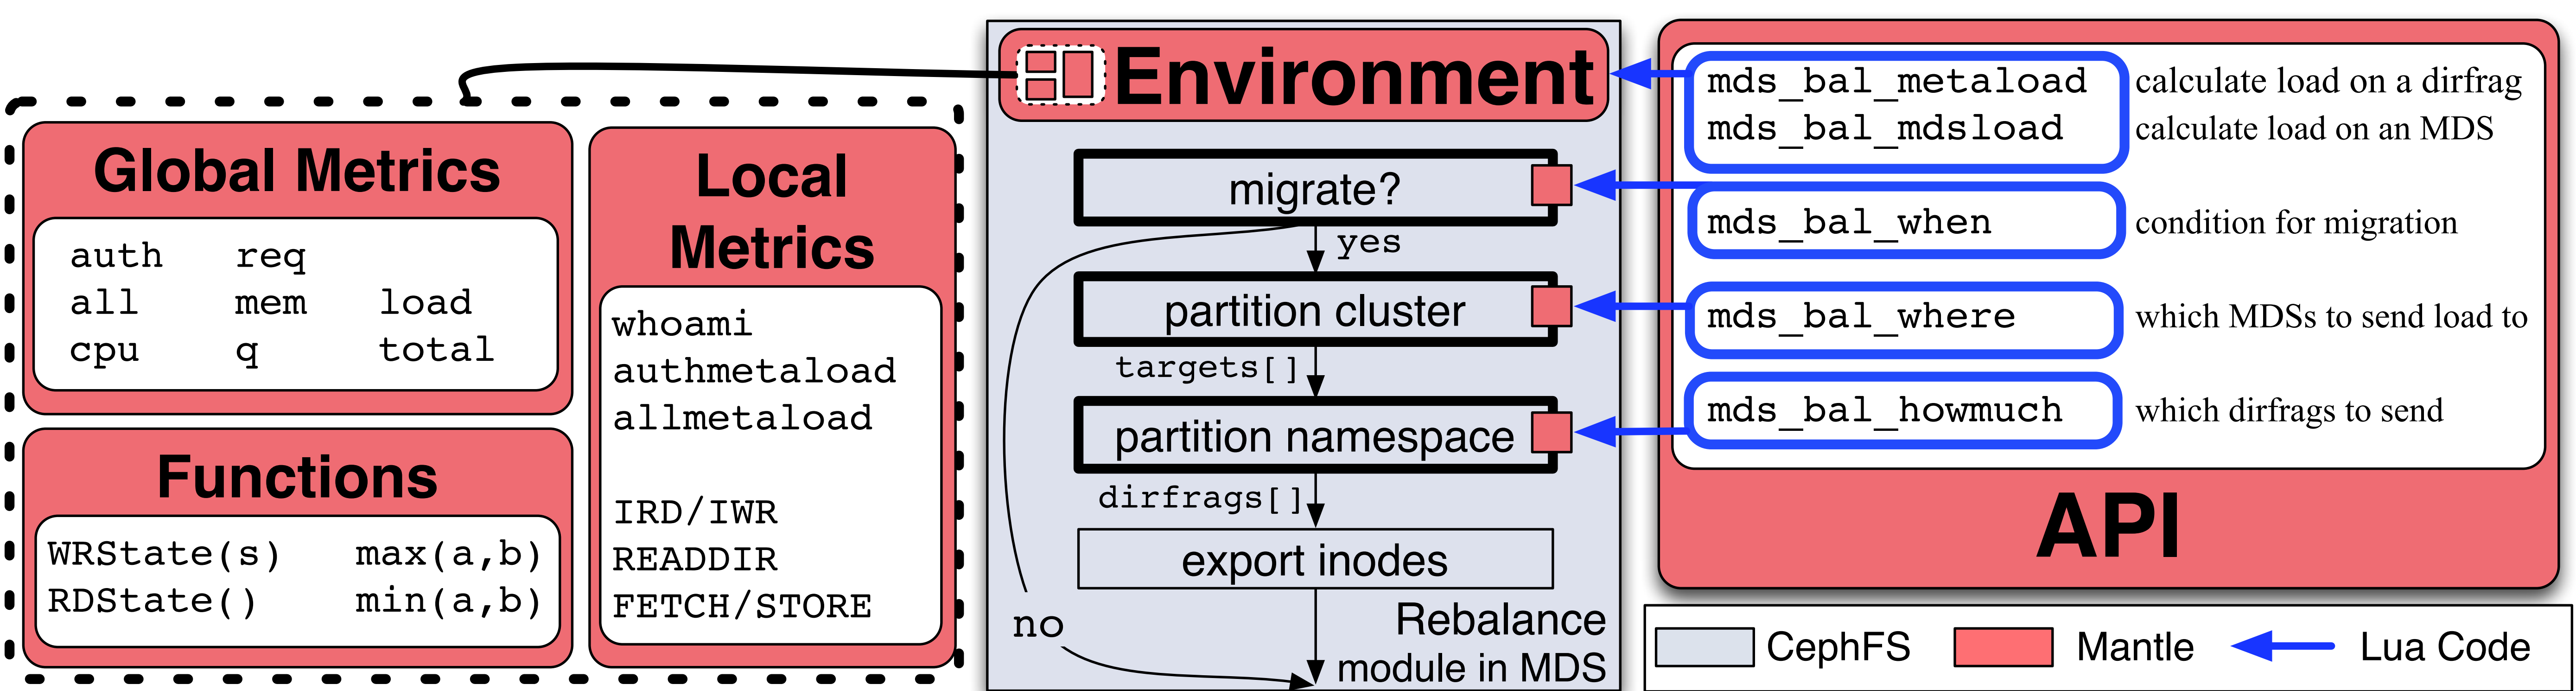 Global Metrics
auth req
all mem load
cpu q total
Functions
WRState(s) max(a,b)
RDState() min(a,b)
Local
Metrics
whoami
authmetaload
allmetaload
IRD/IWR
READDIR
FETCH/STORE
Environment
migrate?
yes
partition cluster
targets[]
partition namespace
dirfrags[]
export inodes
no
Rebalance
module in MDS
mds_bal_metaload calculate load on a dirfrag
mds_bal_mdsload calculate load on an MDS
mds_bal_when condition for migration
mds_bal_where which MDSs to send load to
mds_bal_howmuch which dirfrags to send
API
CephFS Mantle Lua Code